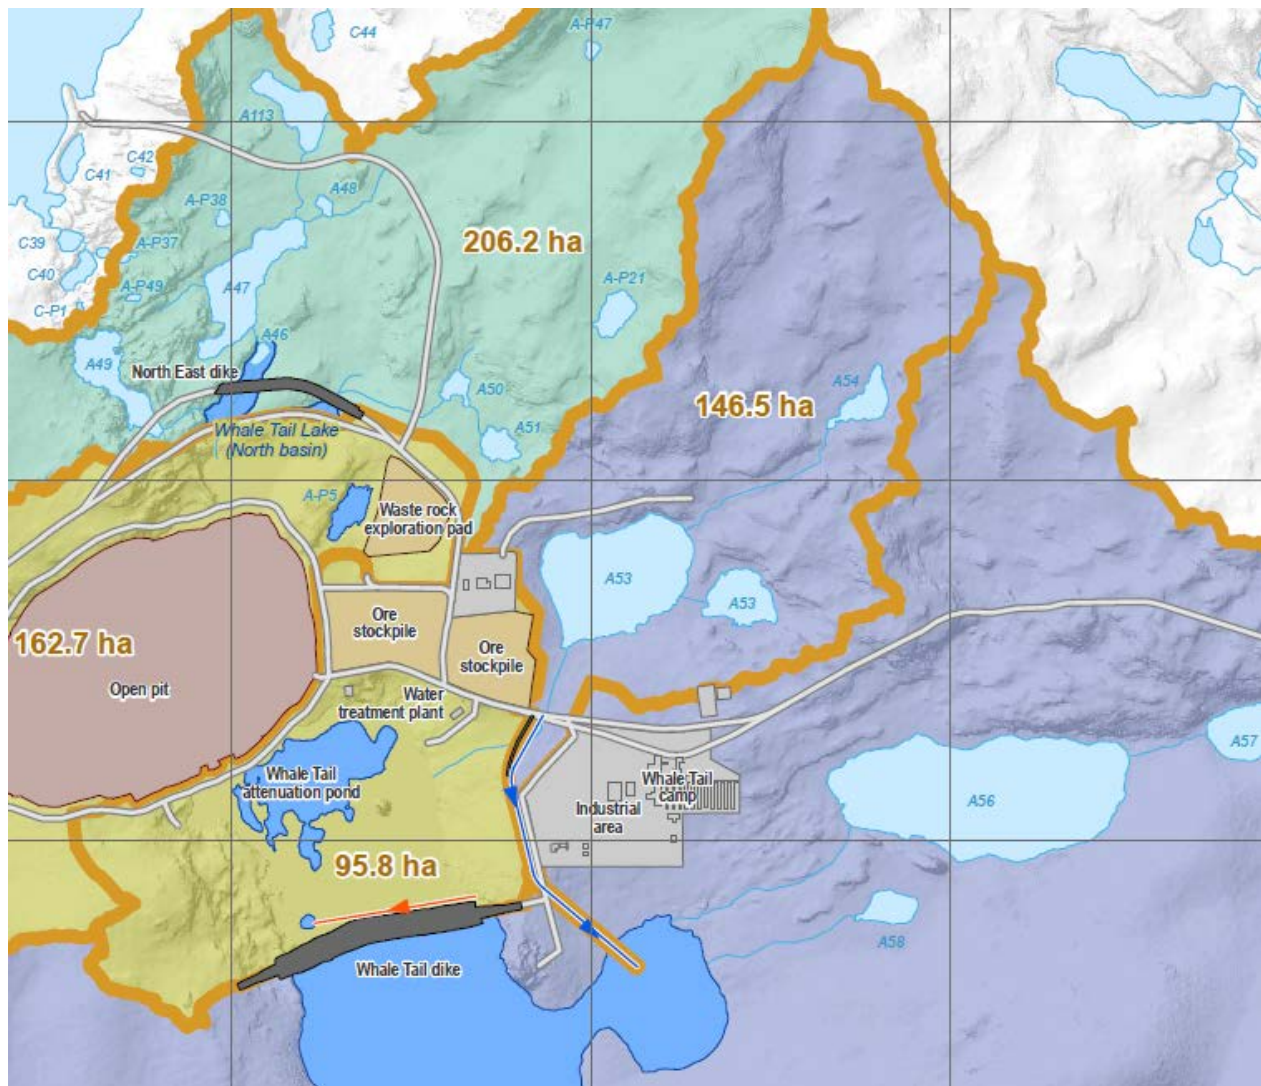 C44
A-P47
A113
C42
C41
A48
A-P38
C39
A-P37
206.2 ha
C40
A-P49
A47
A-P21
C-P1
A46
A49
North East dike
A54
A50
146.5 ha
Whale Tail Lake
(North basin)
A51
A-P5
Waste rock
exploration pad
A53
A53
Ore
stockpile
162.7 ha
Ore
stockpile
Open pit
Water
treatment plant
A57
Whale Tail
attenuation pond
Whale Tail
camp
Industrial
area
A56
95.8 ha
A58
Whale Tail dike